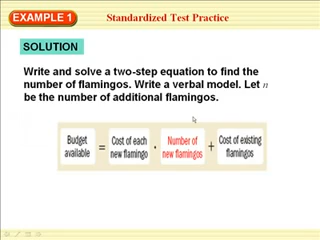 EXAMPLE 1 Standardized Test Practice
SOLUTION
Write and solve a two-step equation to find the
number of flamingos. Write a verbal model. Let n
be the number of additional flamingos.
Budget available = Cost of each new flamingo · Number of new flamingos + Cost of existing flamingos